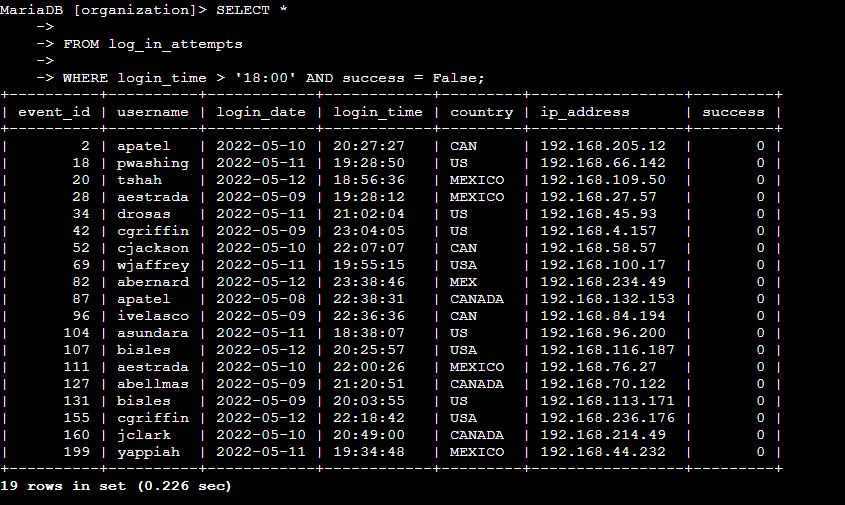 MariaDB [organization]> SELECT *
    ->
    -> FROM log_in_attempts
    ->
    -> WHERE login_time > '18:00' AND success = False;
+----------+----------+------------+------------+---------+-----------------+---------+
| event_id | username | login_date | login_time | country | ip_address      | success |
+----------+----------+------------+------------+---------+-----------------+---------+
|        2 | apatel   | 2022-05-10 | 20:27:27   | CAN     | 192.168.205.12  |       0 |
|       18 | pwashing | 2022-05-11 | 19:28:50   | US      | 192.168.66.142  |       0 |
|       20 | tshah    | 2022-05-12 | 18:56:36   | MEXICO  | 192.168.109.50  |       0 |
|       28 | aestrada | 2022-05-09 | 19:28:12   | MEXICO  | 192.168.27.57   |       0 |
|       34 | drosas   | 2022-05-11 | 21:02:04   | US      | 192.168.45.93   |       0 |
|       42 | cgriffin | 2022-05-09 | 23:04:05   | US      | 192.168.4.157   |       0 |
|       52 | cjackson | 2022-05-10 | 22:07:07   | CAN     | 192.168.58.57   |       0 |
|       69 | wjaffrey | 2022-05-11 | 19:55:15   | USA     | 192.168.100.17  |       0 |
|       82 | abernard | 2022-05-12 | 23:38:46   | MEX     | 192.168.234.49  |       0 |
|       87 | apatel   | 2022-05-08 | 22:38:31   | CANADA  | 192.168.132.153 |       0 |
|       96 | ivelasco | 2022-05-09 | 22:36:36   | CAN     | 192.168.84.194  |       0 |
|      104 | asundara | 2022-05-11 | 18:38:07   | US      | 192.168.96.200  |       0 |
|      107 | bisles   | 2022-05-12 | 20:25:57   | USA     | 192.168.116.187 |       0 |
|      111 | aestrada | 2022-05-10 | 22:00:26   | MEXICO  | 192.168.76.27   |       0 |
|      127 | abellmas | 2022-05-09 | 21:20:51   | CANADA  | 192.168.70.122  |       0 |
|      131 | bisles   | 2022-05-09 | 20:03:55   | US      | 192.168.113.171 |       0 |
|      155 | cgriffin | 2022-05-12 | 22:18:42   | USA     | 192.168.236.176 |       0 |
|      160 | jclark   | 2022-05-10 | 20:49:00   | CANADA  | 192.168.214.49  |       0 |
|      199 | yappiah  | 2022-05-11 | 19:34:48   | MEXICO  | 192.168.44.232  |       0 |
+----------+----------+------------+------------+---------+-----------------+---------+
19 rows in set (0.226 sec)